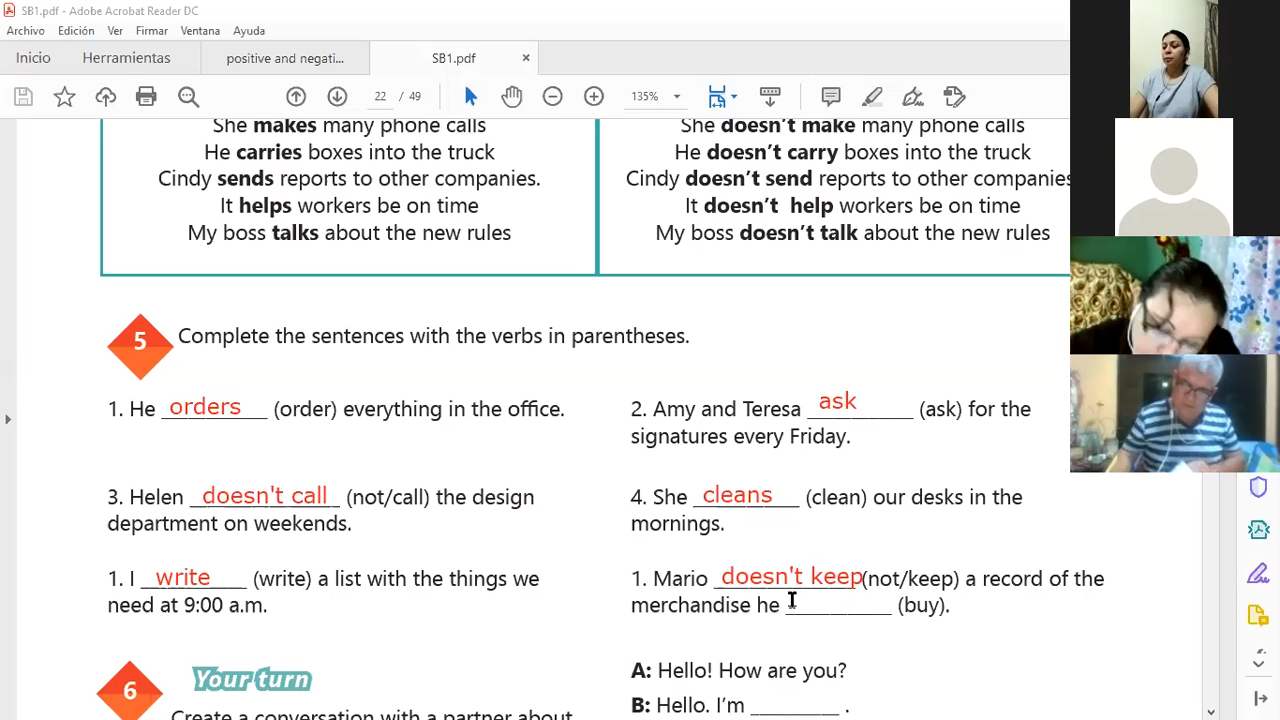 SB1.pdf - Adobe Acrobat Reader DC
Archivo Edición Ver Firmar Ventana Ayuda
Inicio Herramientas positive and negati... SB1.pdf ×
22 / 49 135%
She makes many phone calls
He carries boxes into the truck
Cindy sends reports to other companies.
It helps workers be on time
My boss talks about the new rules
She doesn't make many phone calls
He doesn't carry boxes into the truck
Cindy doesn't send reports to other companies
It doesn't help workers be on time
My boss doesn't talk about the new rules
5 Complete the sentences with the verbs in parentheses.
1. He orders (order) everything in the office.
2. Amy and Teresa ask (ask) for the
signatures every Friday.
3. Helen doesn't call (not/call) the design
department on weekends.
4. She cleans (clean) our desks in the
mornings.
1. I write (write) a list with the things we
need at 9:00 a.m.
1. Mario doesn't keep (not/keep) a record of the
merchandise he __________ (buy).
6 Your turn
Create a conversation with a partner about
A: Hello! How are you?
B: Hello. I'm ________ .